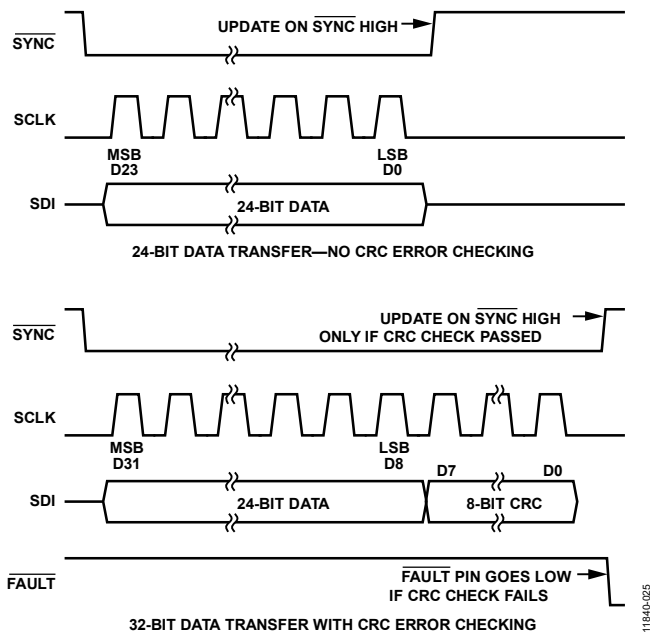 UPDATE ON SYNC HIGH
SYNC
SCLK
MSB
D23
LSB
D0
SDI
24-BIT DATA
24-BIT DATA TRANSFER—NO CRC ERROR CHECKING
UPDATE ON SYNC HIGH
ONLY IF CRC CHECK PASSED
SYNC
SCLK
MSB
D31
LSB
D8
D7
D0
SDI
24-BIT DATA
8-BIT CRC
FAULT
FAULT PIN GOES LOW
IF CRC CHECK FAILS
32-BIT DATA TRANSFER WITH CRC ERROR CHECKING
11840-025